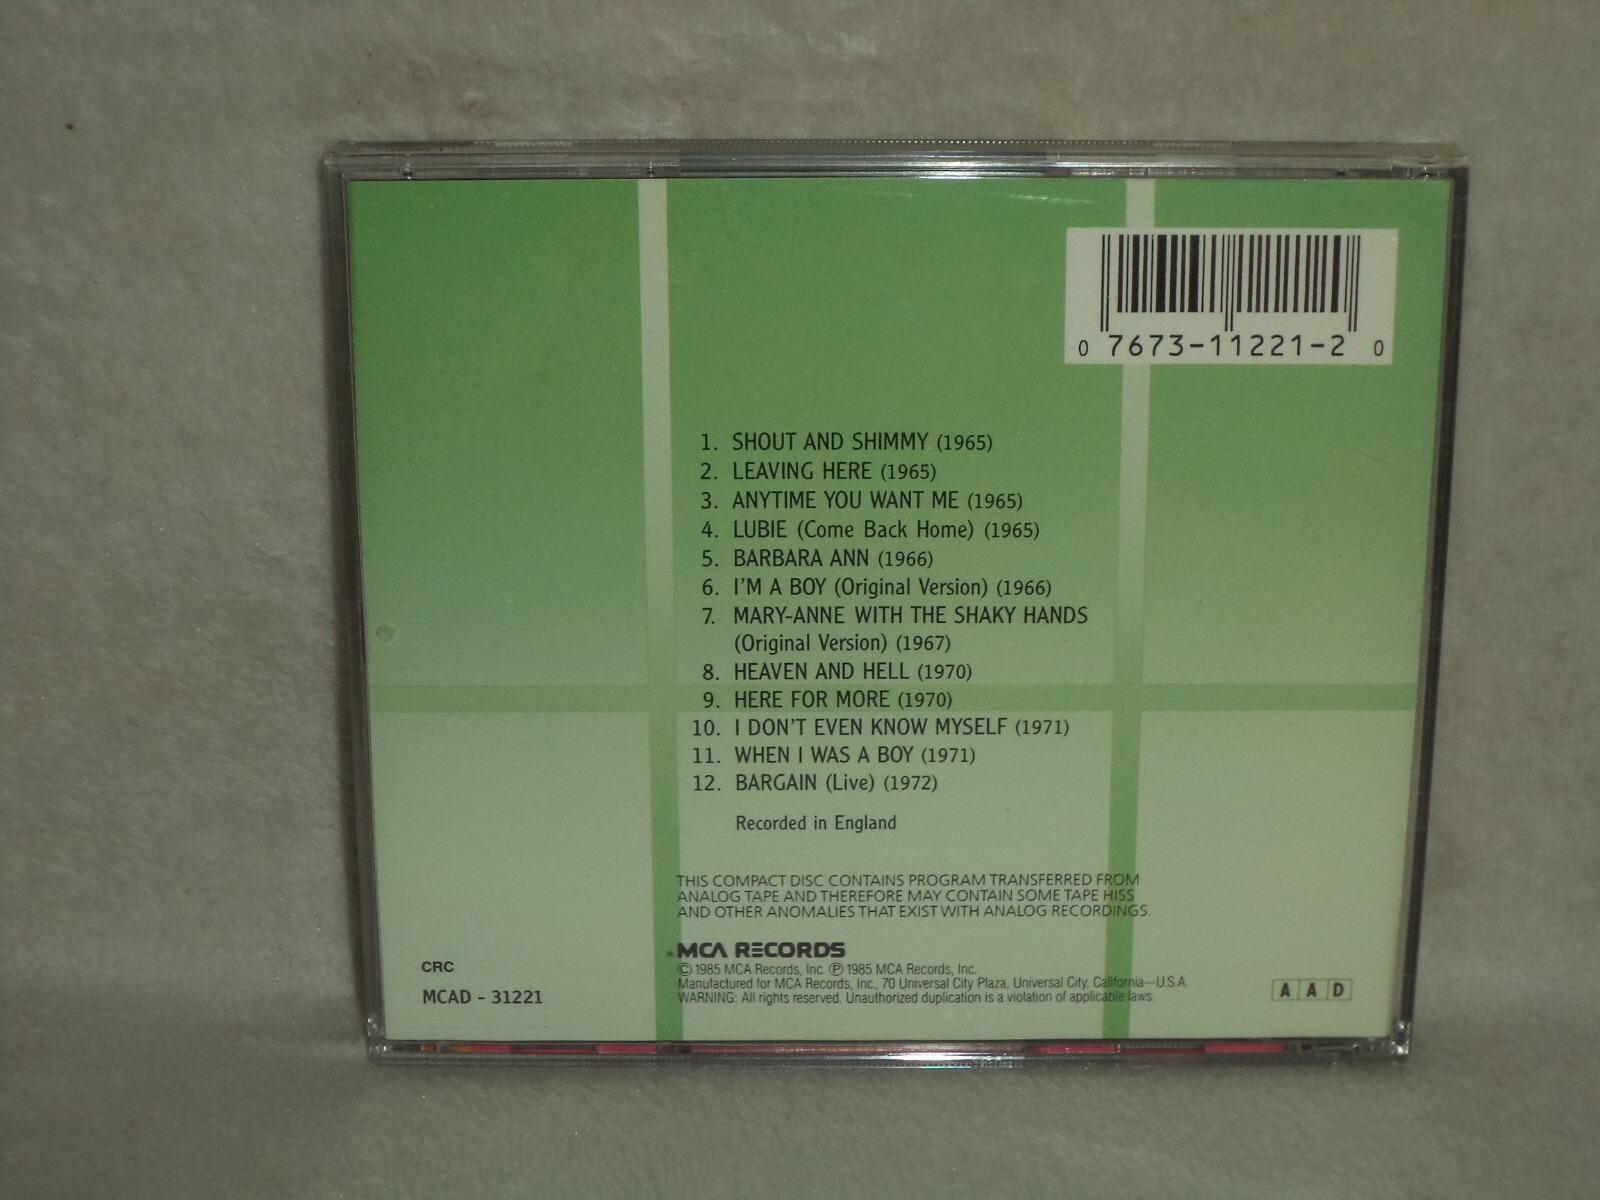 0 7673-11221-2 0
1. SHOUT AND SHIMMY (1965)
2. LEAVING HERE (1965)
3. ANYTIME YOU WANT ME (1965)
4. LUBIE (Come Back Home) (1965)
5. BARBARA ANN (1966)
6. I'M A BOY (Original Version) (1966)
7. MARY-ANNE WITH THE SHAKY HANDS
(Original Version) (1967)
8. HEAVEN AND HELL (1970)
9. HERE FOR MORE (1970)
10. I DON'T EVEN KNOW MYSELF (1971)
11. WHEN I WAS A BOY (1971)
12. BARGAIN (Live) (1972)
Recorded in England
THIS COMPACT DISC CONTAINS PROGRAM TRANSFERRED FROM
ANALOG TAPE AND THEREFORE MAY CONTAIN SOME TAPE HISS
AND OTHER ANOMALIES THAT EXIST WITH ANALOG RECORDINGS.
®MCA RECORDS
© 1985 MCA Records, Inc. ℗ 1985 MCA Records, Inc.
Manufactured for MCA Records, Inc., 70 Universal City Plaza, Universal City, California—U.S.A.
WARNING: All rights reserved. Unauthorized duplication is a violation of applicable laws.
CRC
MCAD - 31221
A A D